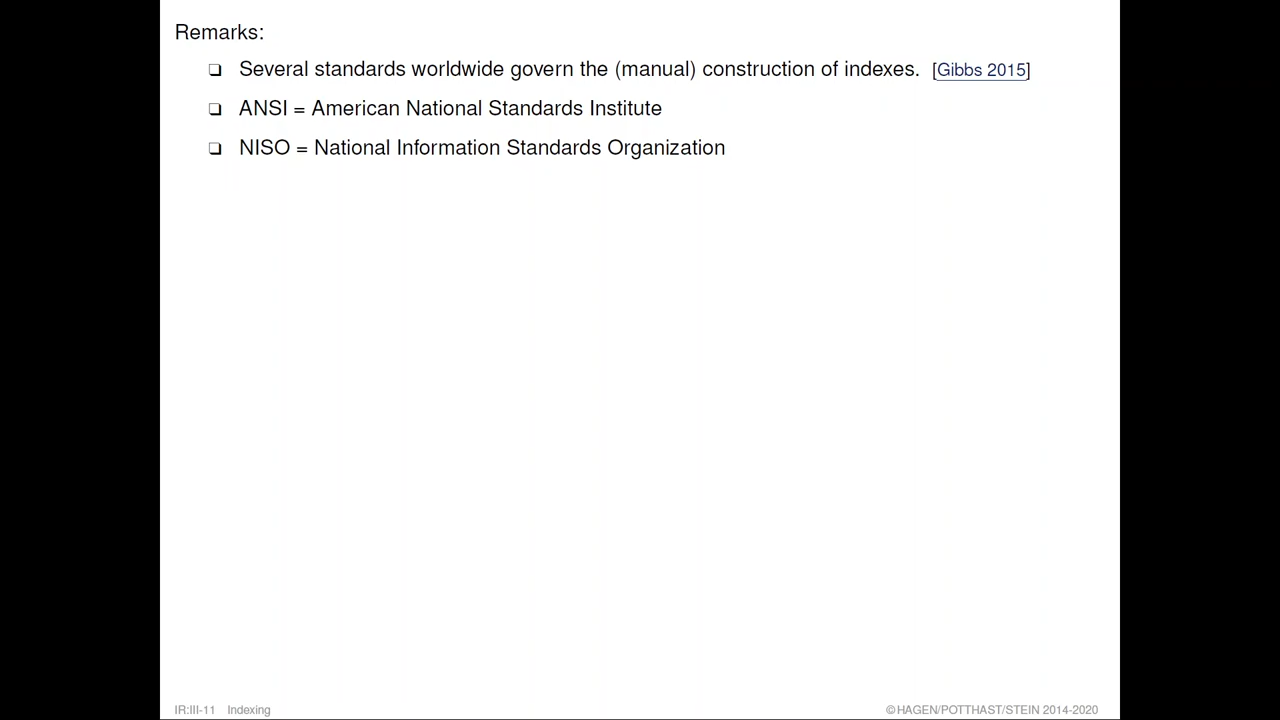 Remarks:
❑ Several standards worldwide govern the (manual) construction of indexes. [Gibbs 2015]
❑ ANSI = American National Standards Institute
❑ NISO = National Information Standards Organization
IR:III-11 Indexing ©HAGEN/POTTHAST/STEIN 2014-2020